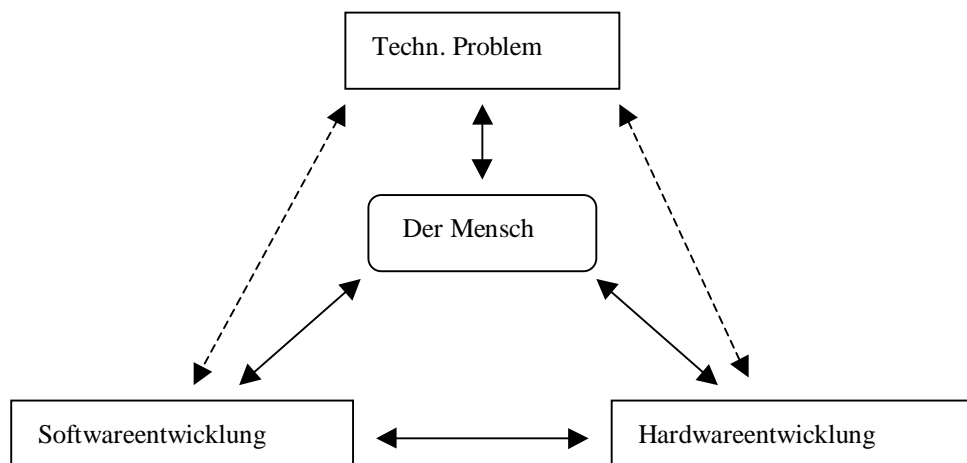 Techn. Problem
Der Mensch
Softwareentwicklung
Hardwareentwicklung